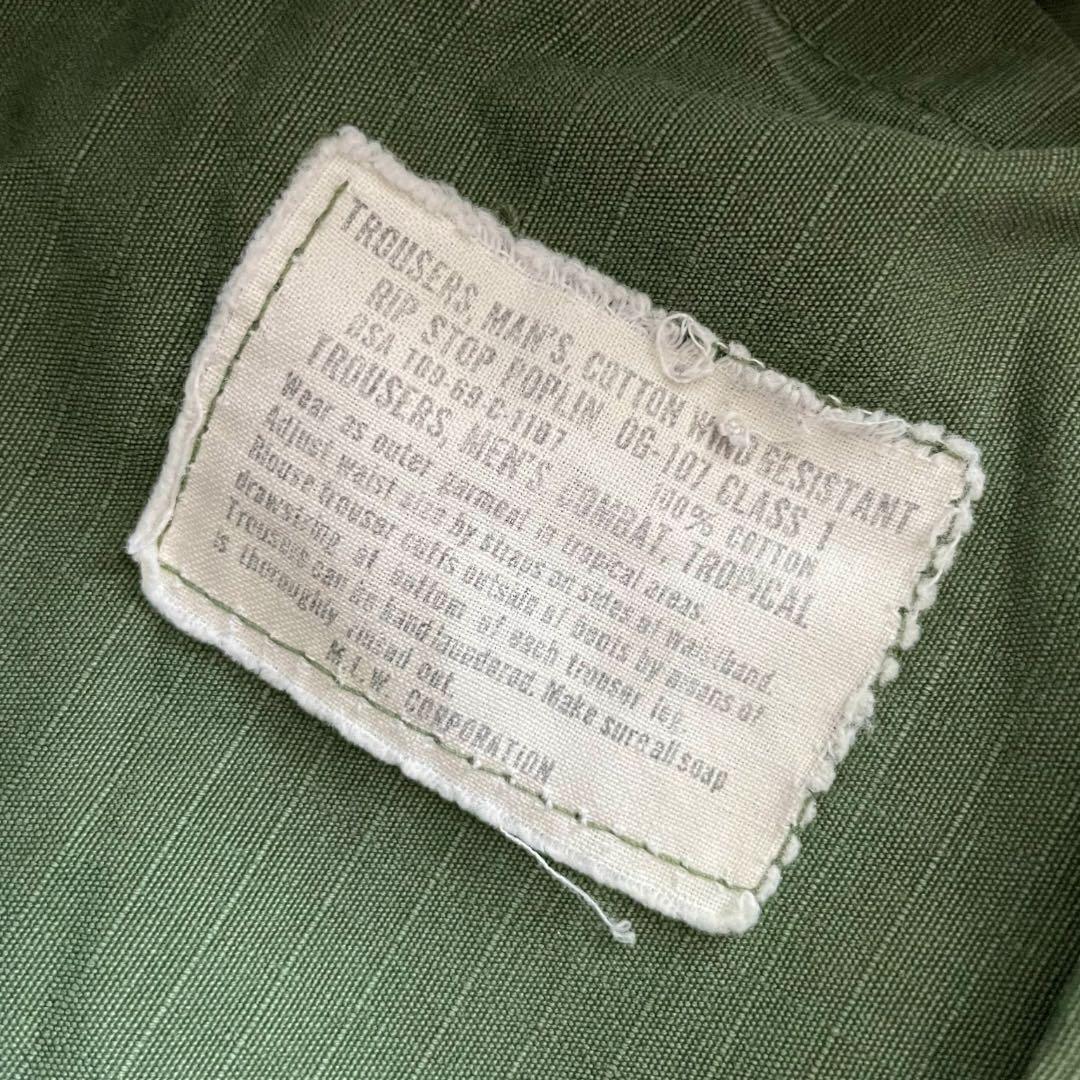 TROUSERS, MAN'S, COTTON WIND RESISTANT
RIP STOP POPLIN, OG-107 CLASS 1
DSA 100-69-C-1107 100% COTTON
TROUSERS, MEN'S COMBAT, TROPICAL
Wear as outer garment in tropical areas.
Adjust waist size by straps at sides of waistband.
Blouse trouser cuffs outside of boots by means of
drawstring at bottom of each trouser leg.
Trousers can be hand laundered. Make sure all soap
is thoroughly rinsed out.
M.I.W. CORPORATION